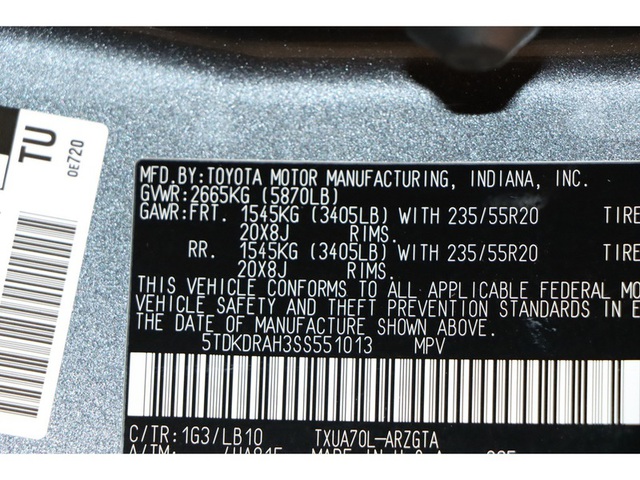 TU
0E720
MFD.BY:TOYOTA MOTOR MANUFACTURING, INDIANA, INC.
GVWR:2665KG (5870LB)
GAWR:FRT. 1545KG (3405LB) WITH 235/55R20 TIRE
20X8J RIMS.
RR. 1545KG (3405LB) WITH 235/55R20 TIRE
20X8J RIMS.
THIS VEHICLE CONFORMS TO ALL APPLICABLE FEDERAL MO
VEHICLE SAFETY AND THEFT PREVENTION STANDARDS IN E
THE DATE OF MANUFACTURE SHOWN ABOVE.
5TDKDRAH3SS551013 MPV
C/TR:1G3/LB10 TXUA70L-ARZGTA